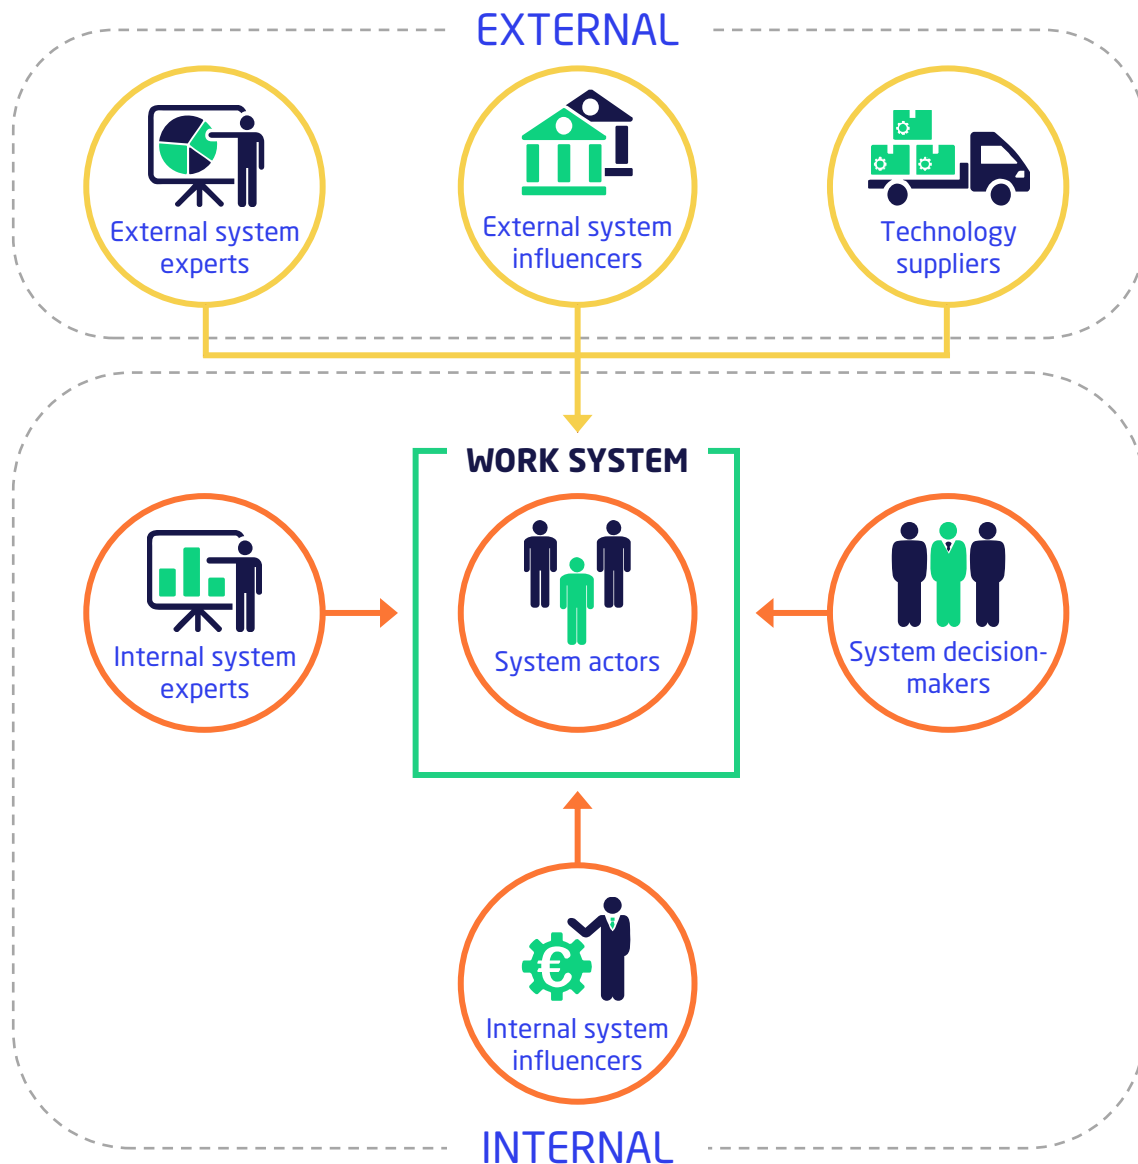 EXTERNAL
External system
experts
External system
influencers
Technology
suppliers
WORK SYSTEM
Internal system
experts
System actors
System decision-
makers
€
Internal system
influencers
INTERNAL